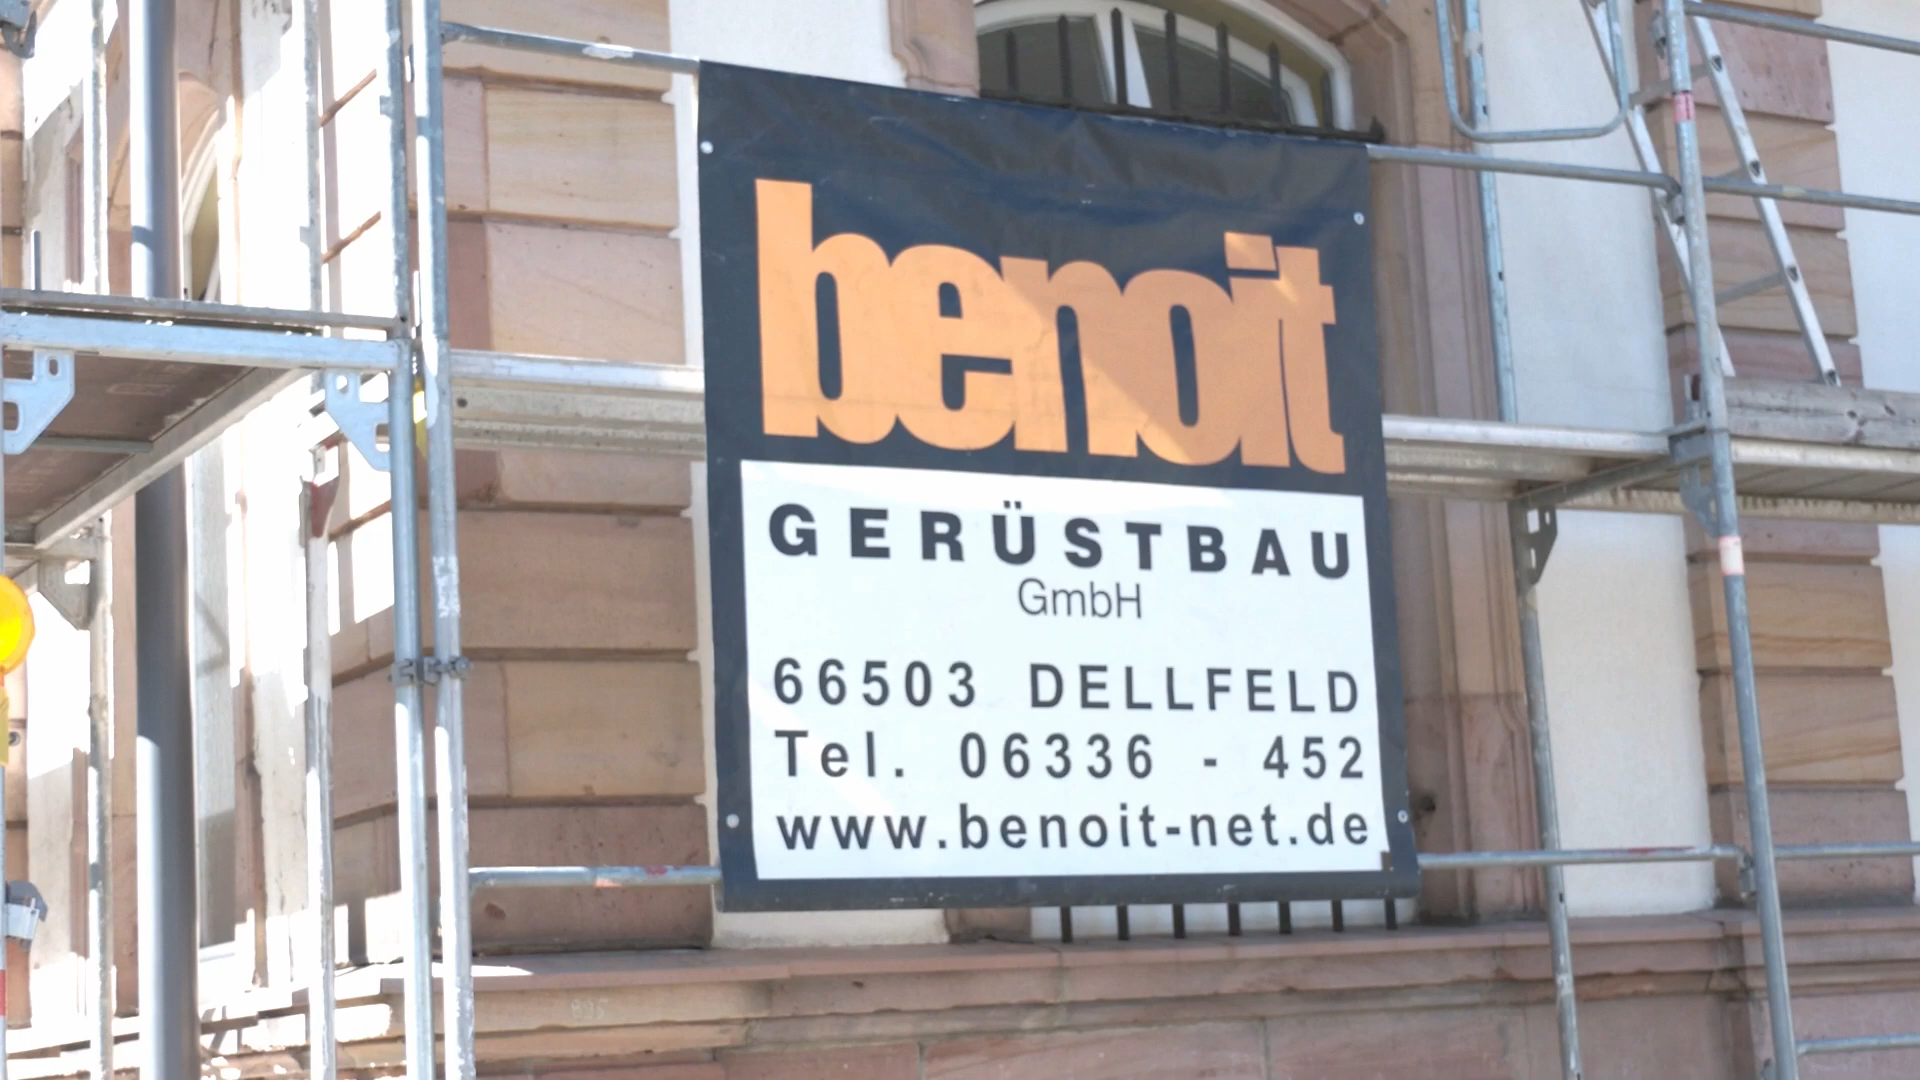 benoit
GERÜSTBAU
GmbH
66503 DELLFELD
Tel. 06336 - 452
www.benoit-net.de